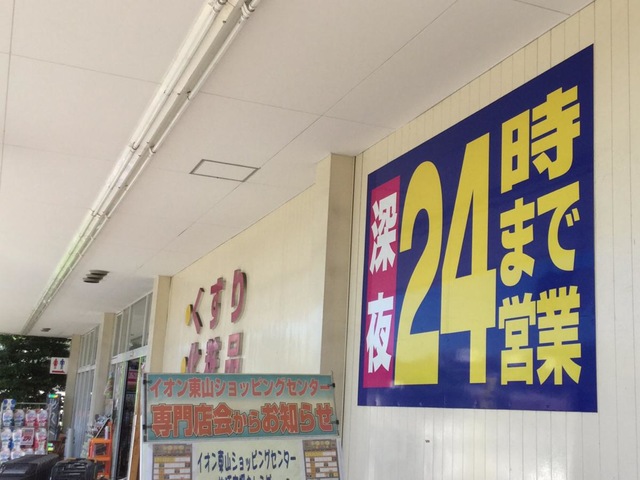 深夜
24
時
まで
営業
くすり
化粧品
イオン東山ショッピングセンター
専門店会からお知らせ
イオン東山ショッピングセンター